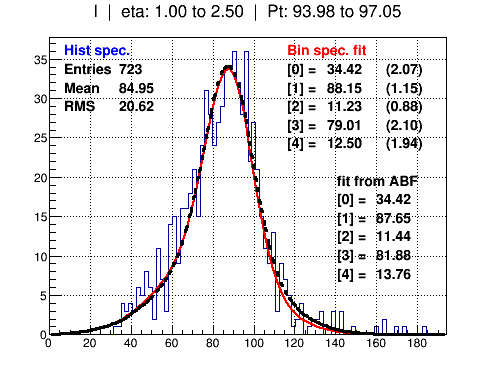 I | eta: 1.00 to 2.50 | Pt: 93.98 to 97.05
Hist spec.
Entries 723
Mean 84.95
RMS 20.62
Bin spec. fit
[0] = 34.42 (2.07)
[1] = 88.15 (1.15)
[2] = 11.23 (0.88)
[3] = 79.01 (2.10)
[4] = 12.50 (1.94)
fit from ABF
[0] = 34.42
[1] = 87.65
[2] = 11.44
[3] = 81.88
[4] = 13.76
35
30
25
20
15
10
5
0
0 20 40 60 80 100 120 140 160 180